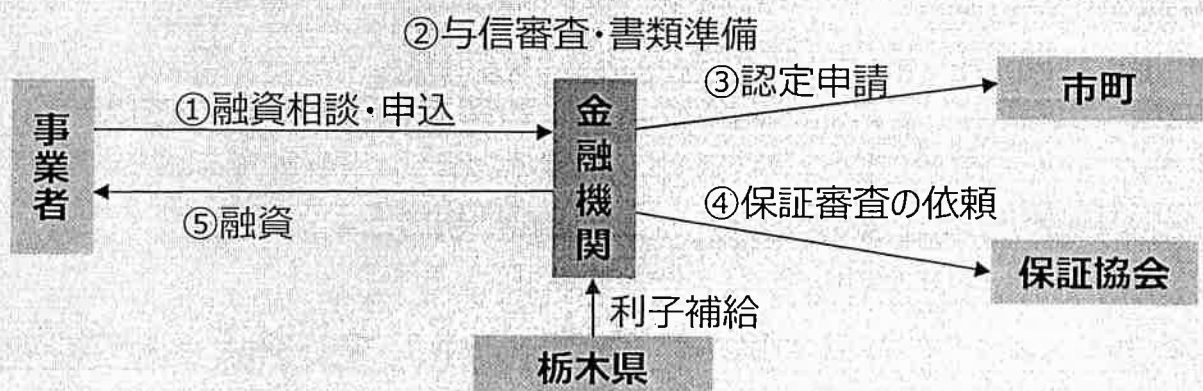 ②与信審査・書類準備
事業者
①融資相談・申込
金融機関
③認定申請
市町
⑤融資
④保証審査の依頼
保証協会
利子補給
栃木県